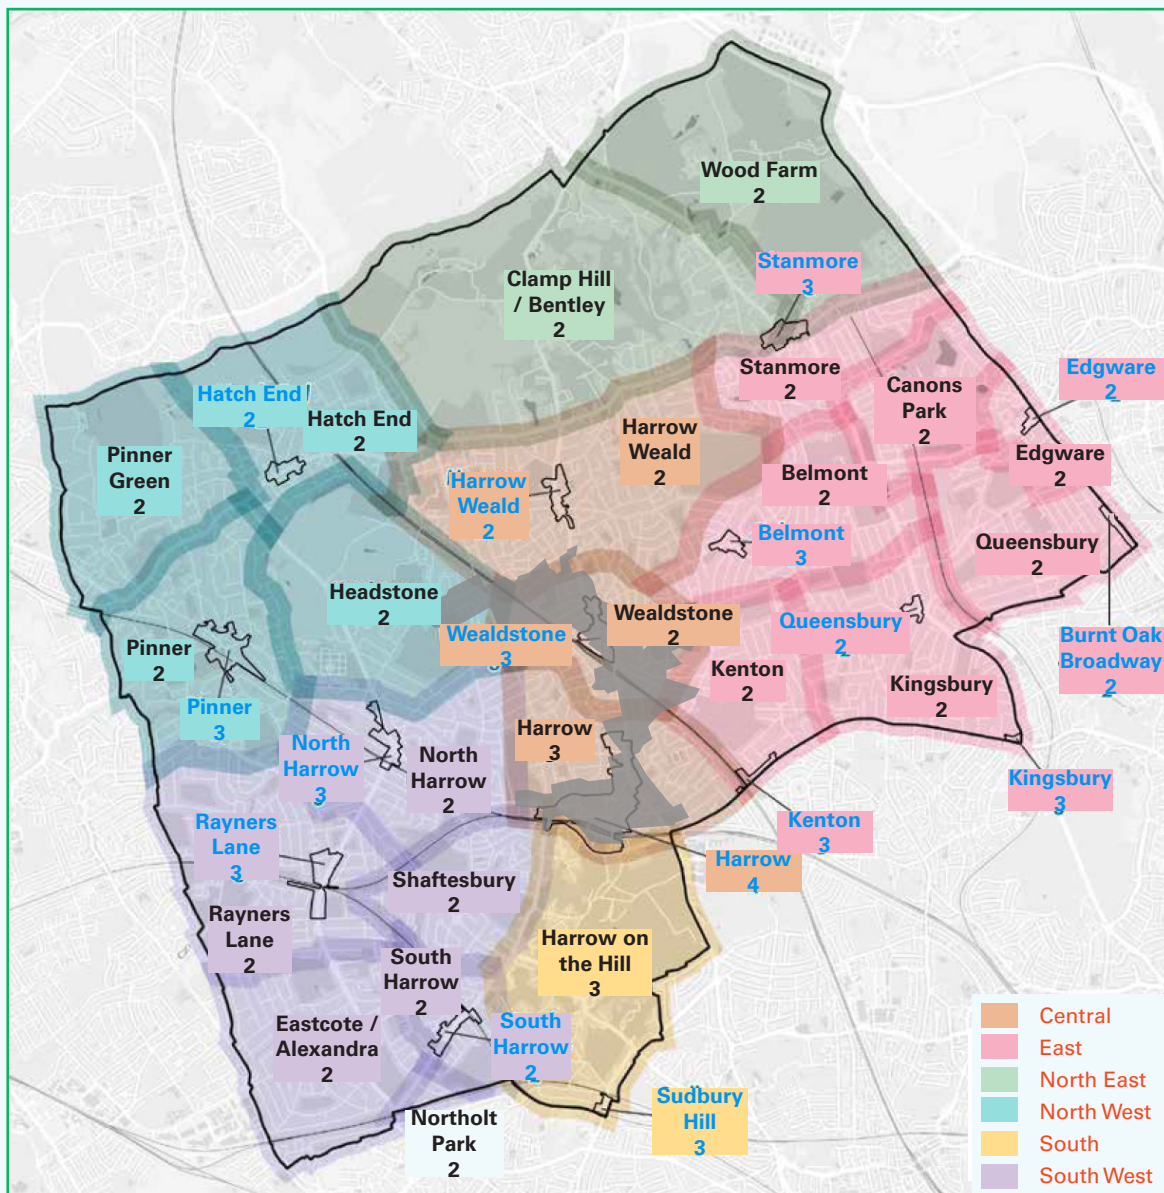 Wood Farm
2
Stanmore
3
Clamp Hill
/ Bentley
2
Stanmore
2
Edgware
2
Canons
Park
2
Hatch End
2
Hatch End
2
Harrow
Weald
2
Pinner
Green
2
Edgware
2
Belmont
2
Harrow
Weald
2
Belmont
3
Queensbury
2
Headstone
2
Wealdstone
2
Queensbury
2
Wealdstone
3
Burnt Oak
Broadway
2
Pinner
2
Kenton
2
Kingsbury
2
Pinner
3
North
Harrow
3
Harrow
3
North
Harrow
2
Kingsbury
3
Rayners
Lane
3
Kenton
3
Harrow
4
Shaftesbury
2
Rayners
Lane
2
Harrow on
the Hill
3
South
Harrow
2
Eastcote /
Alexandra
2
South
Harrow
2
Sudbury
Hill
3
Northolt
Park
2
Central
East
North East
North West
South
South West